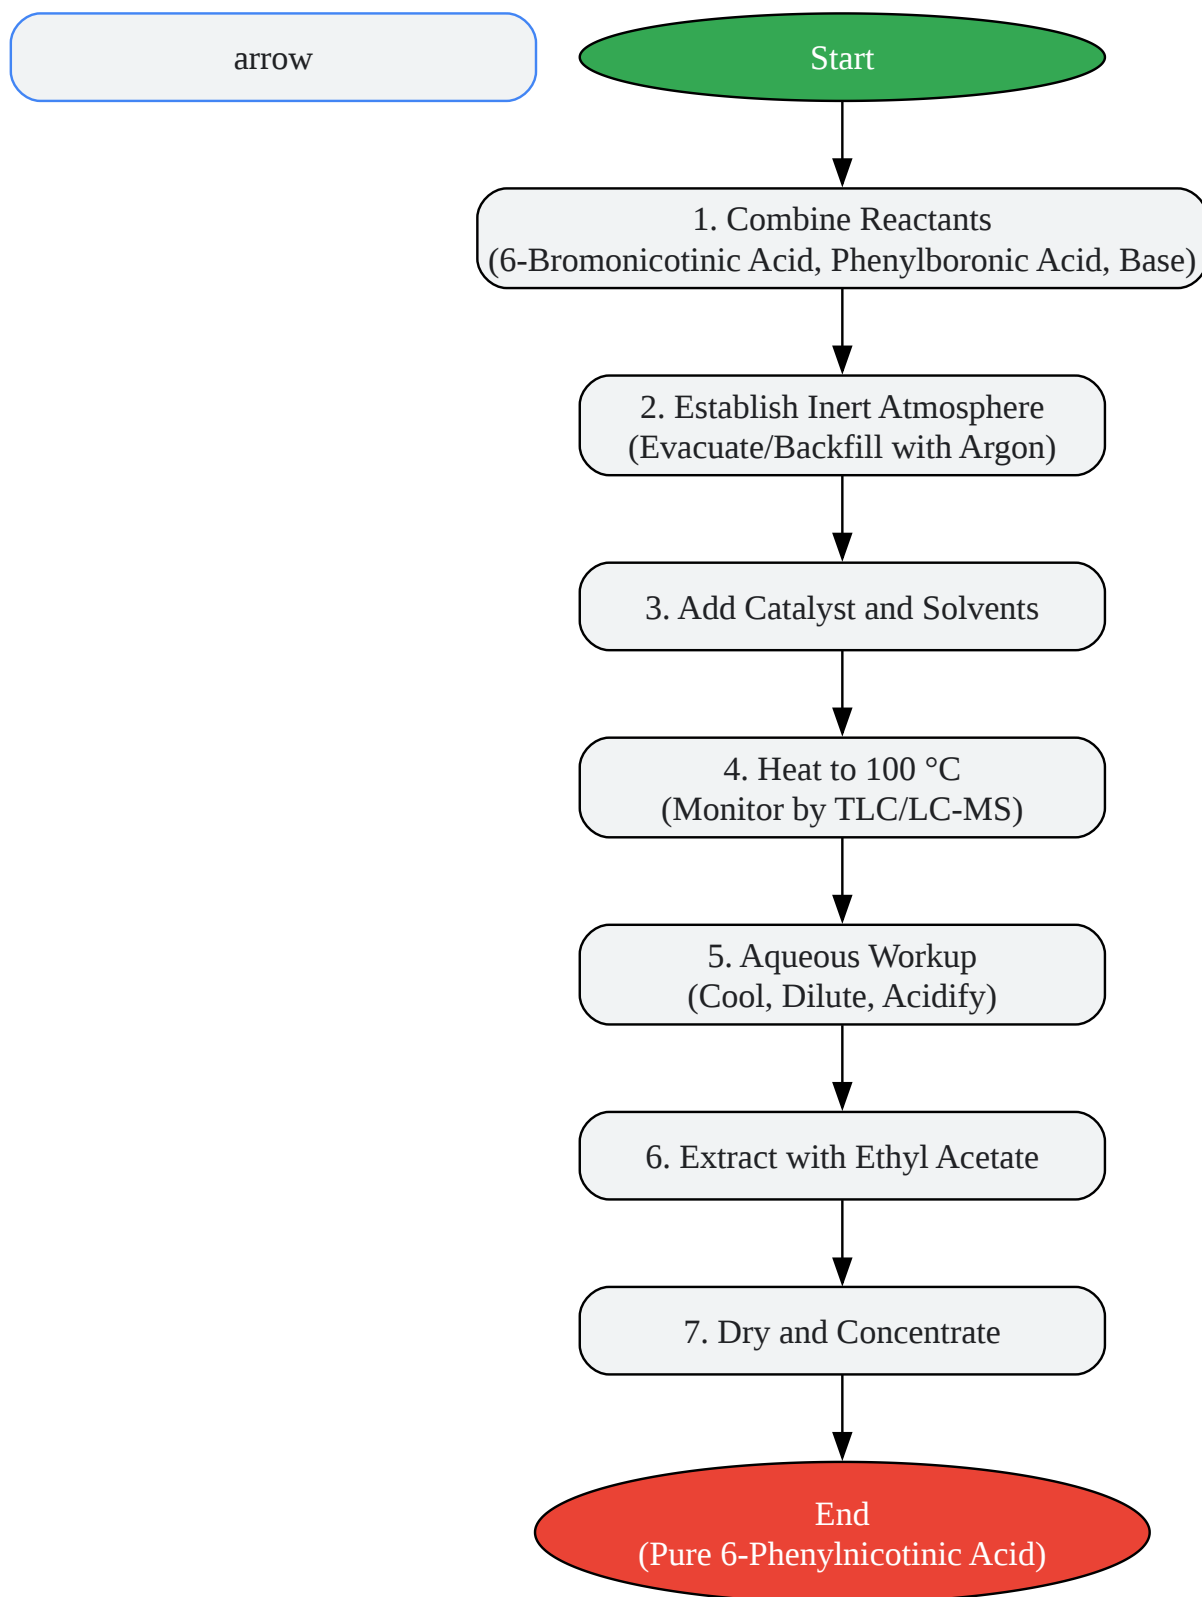 arrow
Start
1. Combine Reactants
(6-Bromonicotinic Acid, Phenylboronic Acid, Base)
2. Establish Inert Atmosphere
(Evacuate/Backfill with Argon)
3. Add Catalyst and Solvents
4. Heat to 100 °C
(Monitor by TLC/LC-MS)
5. Aqueous Workup
(Cool, Dilute, Acidify)
6. Extract with Ethyl Acetate
7. Dry and Concentrate
End
(Pure 6-Phenylnicotinic Acid)